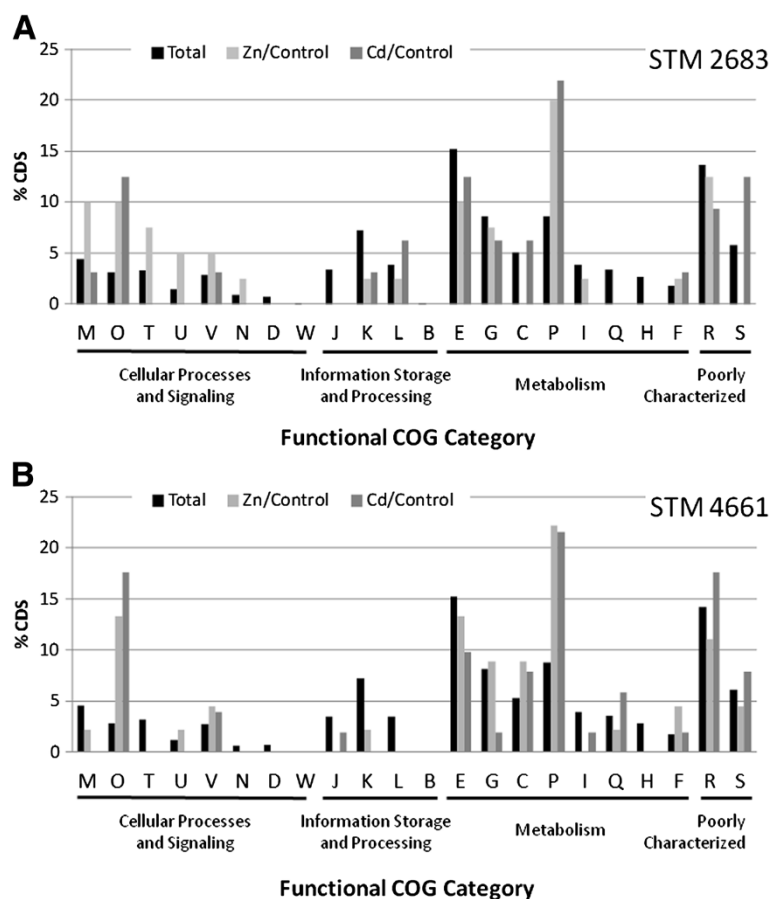 A
25
Total Zn/Control Cd/Control
STM 2683
20
15
10
5
0
% CDS
M O T U V N D W J K L B E G C P I Q H F R S
Cellular Processes and Signaling
Information Storage and Processing
Metabolism
Poorly Characterized
Functional COG Category
B
25
Total Zn/Control Cd/Control
STM 4661
20
15
10
5
0
% CDS
M O T U V N D W J K L B E G C P I Q H F R S
Cellular Processes and Signaling
Information Storage and Processing
Metabolism
Poorly Characterized
Functional COG Category